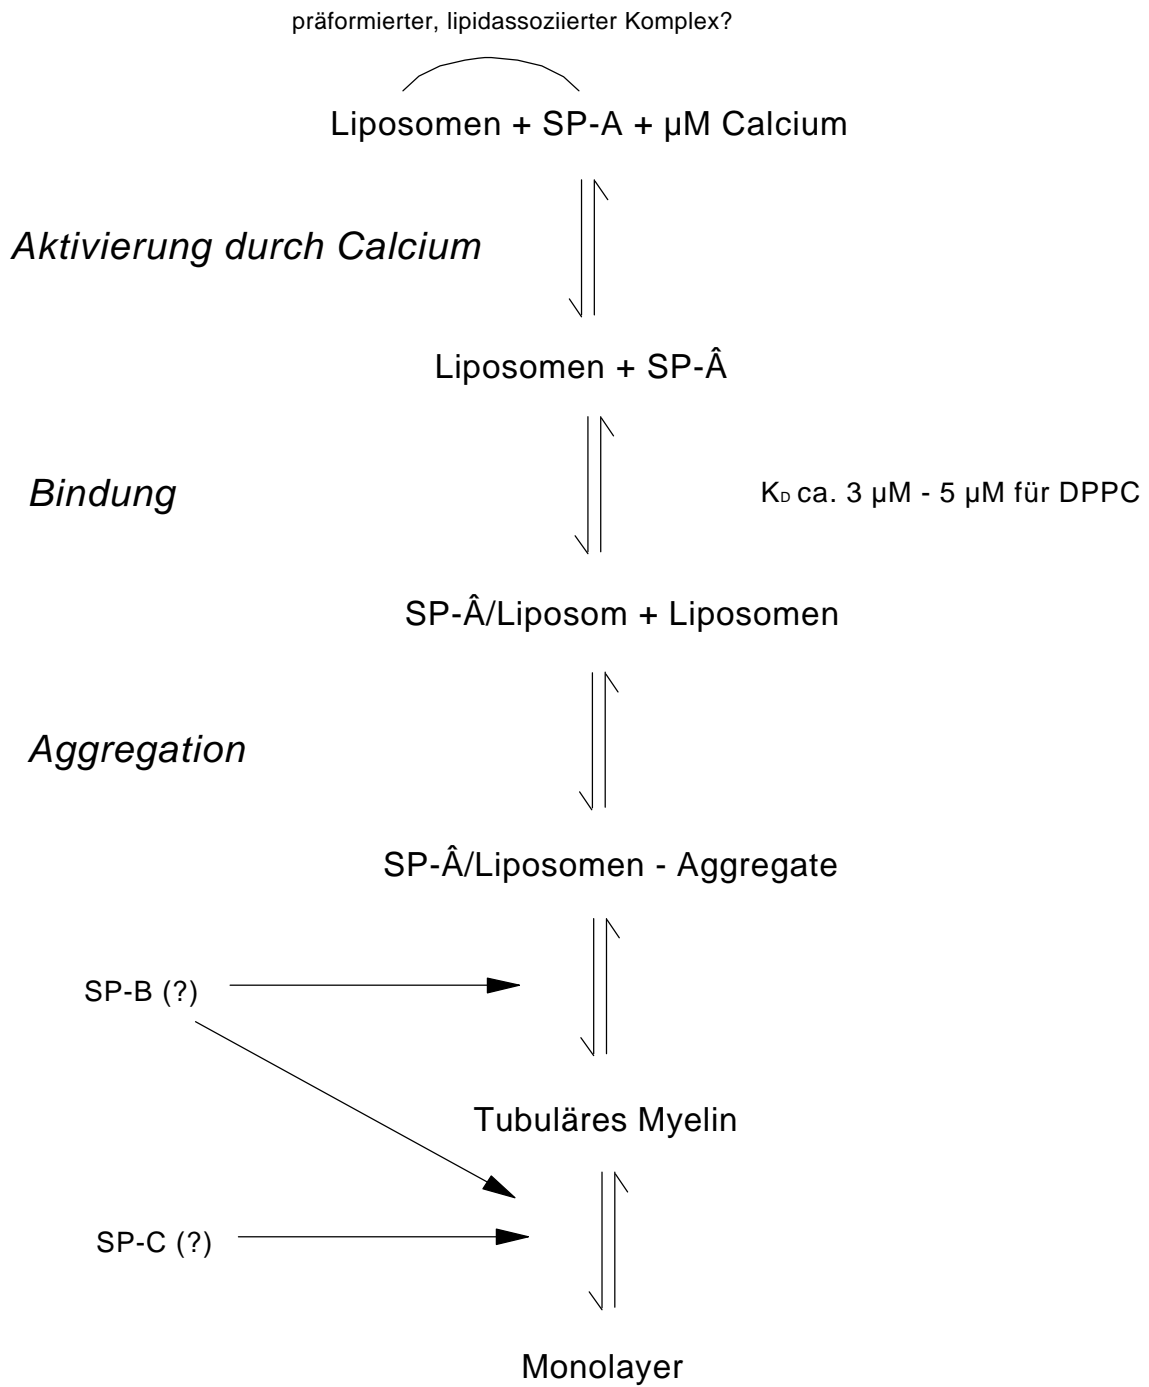 präformierter, lipidassoziierter Komplex?
Liposomen + SP-A + µM Calcium
Aktivierung durch Calcium
Liposomen + SP-Â
Bindung
KD ca. 3 µM - 5 µM für DPPC
SP-Â/Liposom + Liposomen
Aggregation
SP-Â/Liposomen - Aggregate
SP-B (?)
Tubuläres Myelin
SP-C (?)
Monolayer